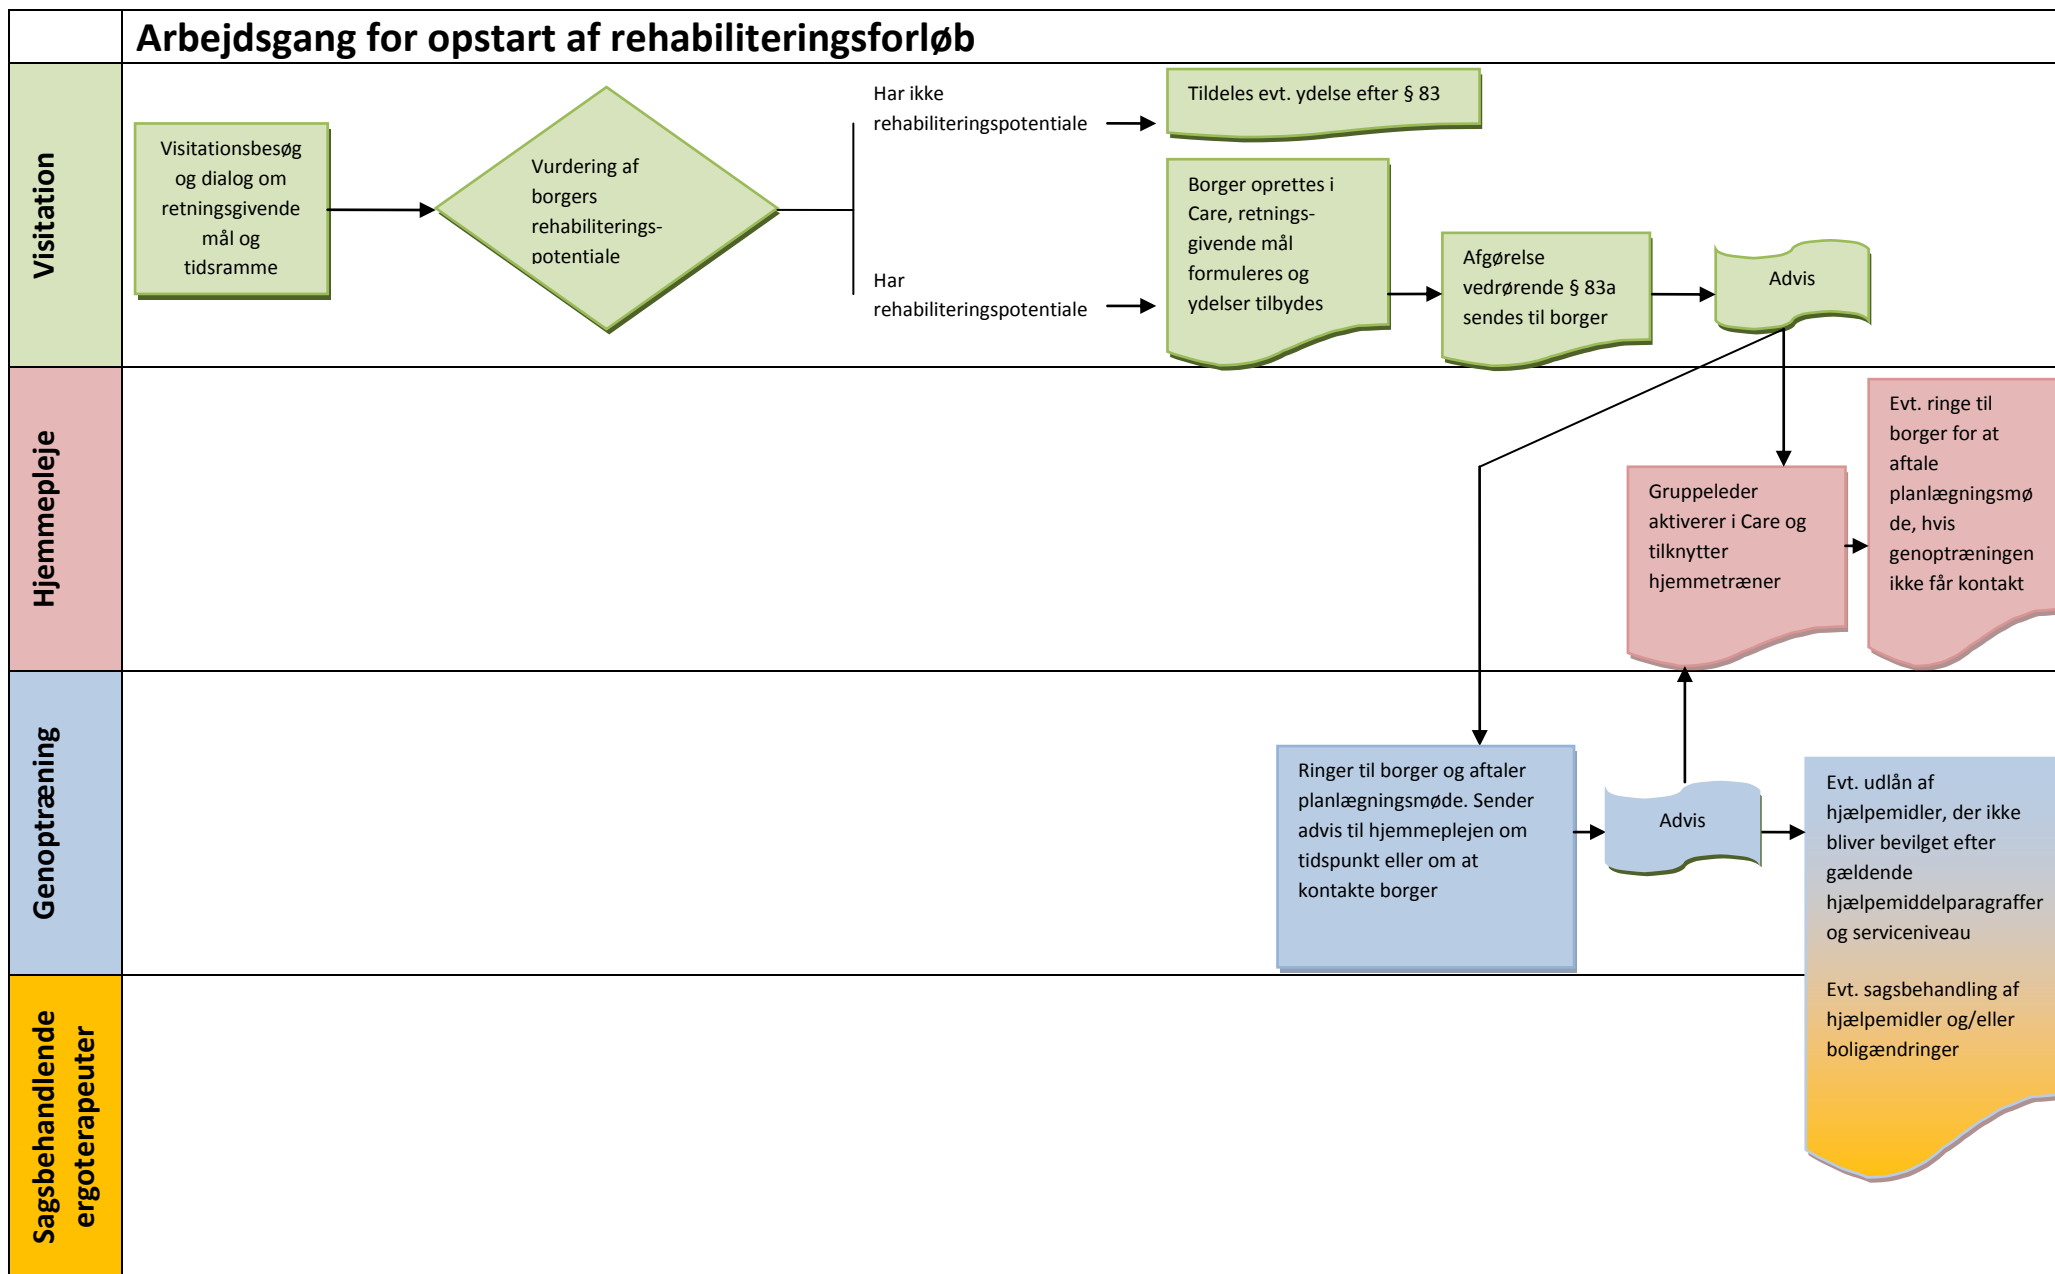 Arbejdsgang for opstart af rehabiliteringsforløb
Visitation
Visitationsbesøg
og dialog om
retningsgivende
mål og
tidsramme
Vurdering af
borgers
rehabiliterings-
potentiale
Har ikke
rehabiliteringspotentiale
Har
rehabiliteringspotentiale
Tildeles evt. ydelse efter § 83
Borger oprettes i
Care, retnings-
givende mål
formuleres og
ydelser tilbydes
Afgørelse
vedrørende § 83a
sendes til borger
Advis
Hjemmepleje
Gruppeleder
aktiverer i Care og
tilknytter
hjemmetræner
Evt. ringe til
borger for at
aftale
planlægningsmø
de, hvis
genoptræningen
ikke får kontakt
Genoptræning
Ringer til borger og aftaler
planlægningsmøde. Sender
advis til hjemmeplejen om
tidspunkt eller om at
kontakte borger
Advis
Evt. udlån af
hjælpemidler, der ikke
bliver bevilget efter
gældende
hjælpemiddelparagraffer
og serviceniveau
Evt. sagsbehandling af
hjælpemidler og/eller
boligændringer
Sagsbehandlende
ergoterapeuter